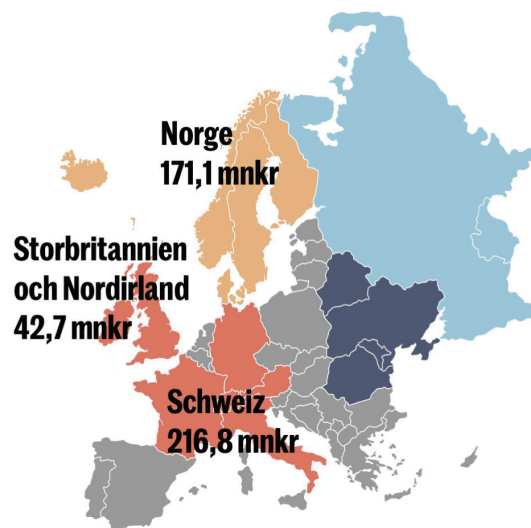 Norge
171,1 mnkr
Storbritannien
och Nordirland
42,7 mnkr
Schweiz
216,8 mnkr